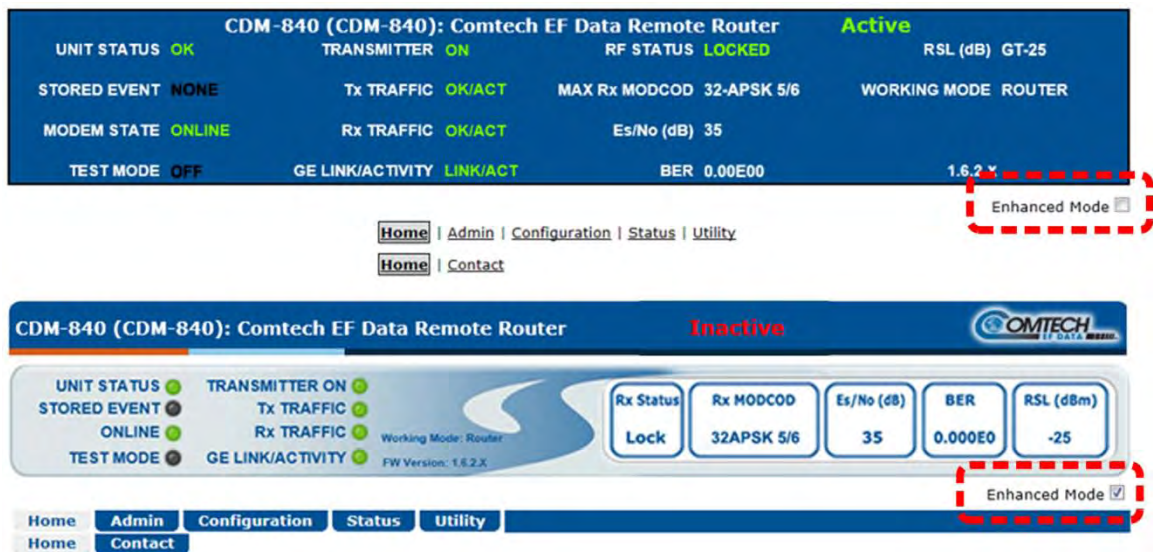 CDM-840 (CDM-840): Comtech EF Data Remote Router Active
UNIT STATUS OK TRANSMITTER ON RF STATUS LOCKED RSL (dB) GT-25
STORED EVENT NONE Tx TRAFFIC OK/ACT MAX Rx MODCOD 32-APSK 5/6 WORKING MODE ROUTER
MODEM STATE ONLINE Rx TRAFFIC OK/ACT Es/No (dB) 35
TEST MODE OFF GE LINK/ACTIVITY LINK/ACT BER 0.00E00 1.6.2.X
Enhanced Mode
Home | Admin | Configuration | Status | Utility
Home | Contact
CDM-840 (CDM-840): Comtech EF Data Remote Router Inactive COMTECH
EF DATA
UNIT STATUS TRANSMITTER ON Rx Status Rx MODCOD Es/No (dB) BER RSL (dBm)
STORED EVENT Tx TRAFFIC
ONLINE Rx TRAFFIC Working Mode: Router Lock 32APSK 5/6 35 0.000E0 -25
TEST MODE GE LINK/ACTIVITY FW Version: 1.6.2.X
Enhanced Mode
Home Admin Configuration Status Utility
Home Contact